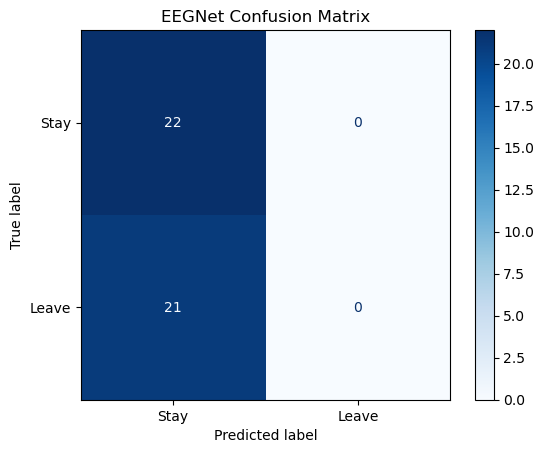 EEGNet Confusion Matrix
Stay
22
0
Leave
21
0
Stay
Leave
True label
Predicted label
20.0
17.5
15.0
12.5
10.0
7.5
5.0
2.5
0.0